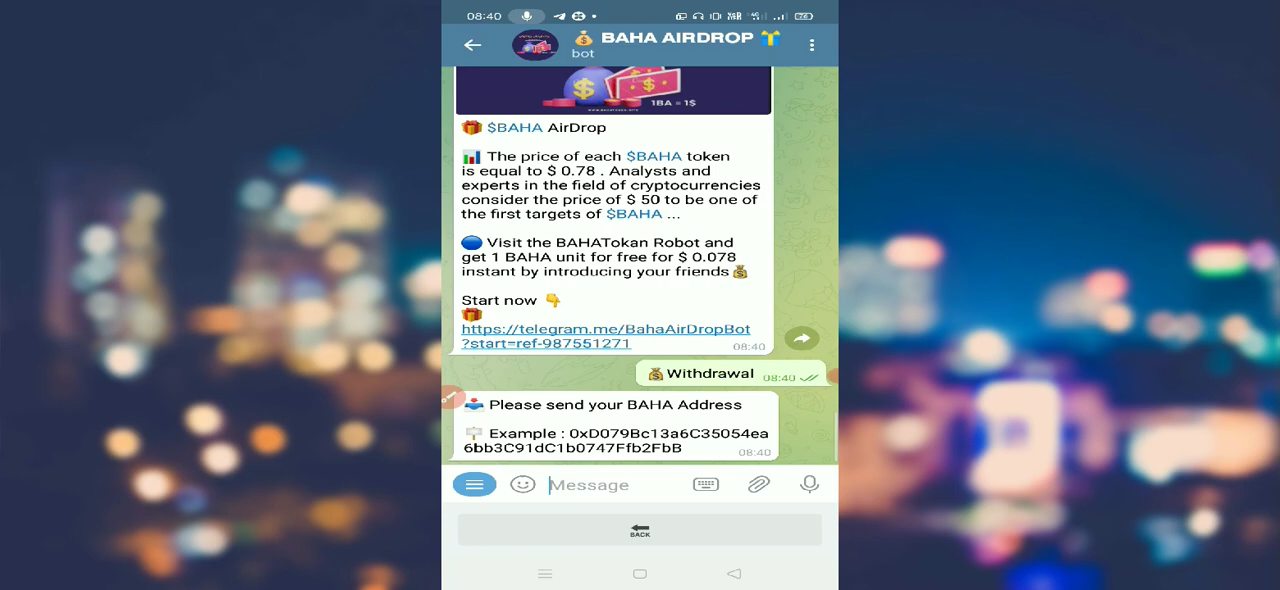 08:40
BAHA AIRDROP
bot
1BA = 1$
$BAHA AirDrop
The price of each $BAHA token
is equal to $ 0.78 . Analysts and
experts in the field of cryptocurrencies
consider the price of $ 50 to be one of
the first targets of $BAHA ...
Visit the BAHATokan Robot and
get 1 BAHA unit for free for $ 0.078
instant by introducing your friends
Start now
https://telegram.me/BahaAirDropBot
?start=ref-987551271
08:40
Withdrawal 08:40
Please send your BAHA Address
Example : 0xD079Bc13a6C35054ea
6bb3C91dC1b0747Ffb2FbB
08:40
Message
BACK